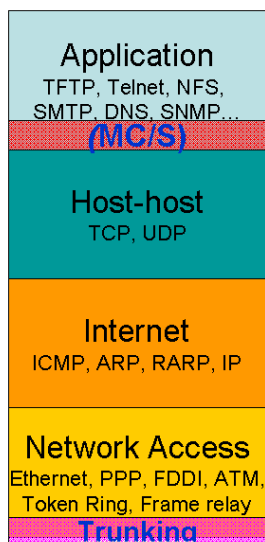 Application
TFTP, Telnet, NFS,
SMTP, DNS, SNMP...
(MC/S)
Host-host
TCP, UDP
Internet
ICMP, ARP, RARP, IP
Network Access
Ethernet, PPP, FDDI, ATM,
Token Ring, Frame relay
Trunking